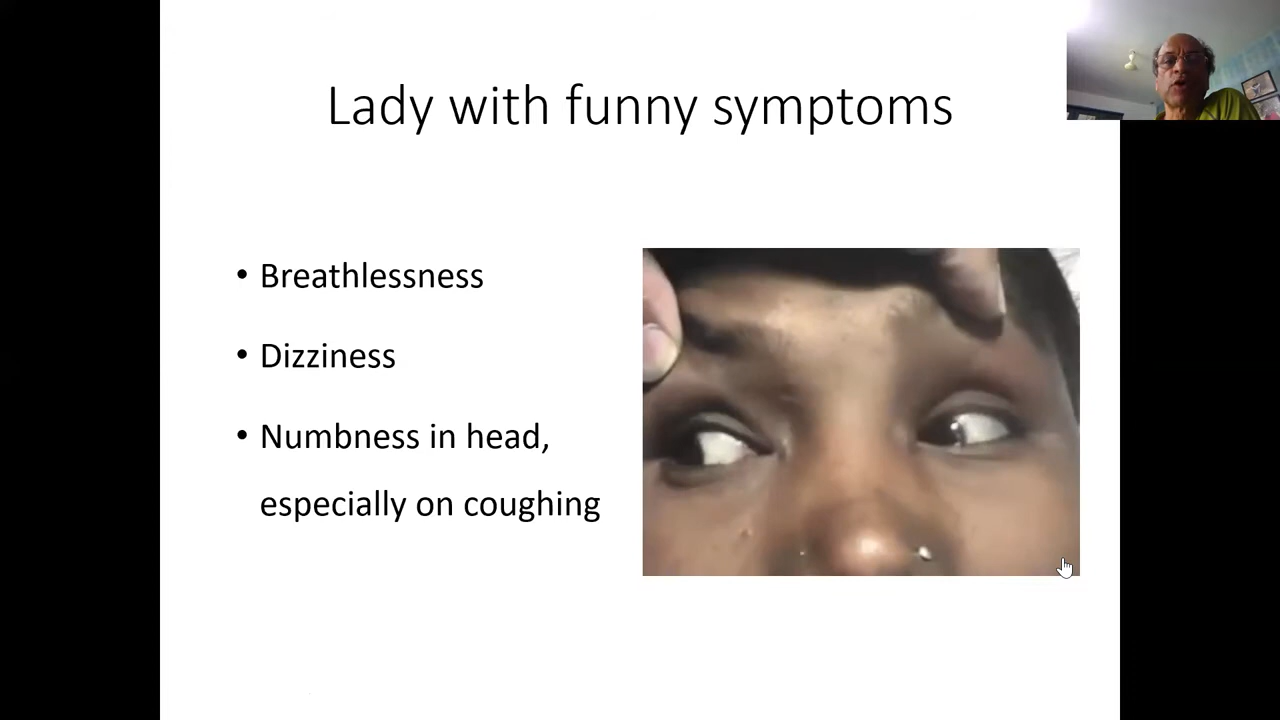 Lady with funny symptoms
• Breathlessness
• Dizziness
• Numbness in head,
especially on coughing